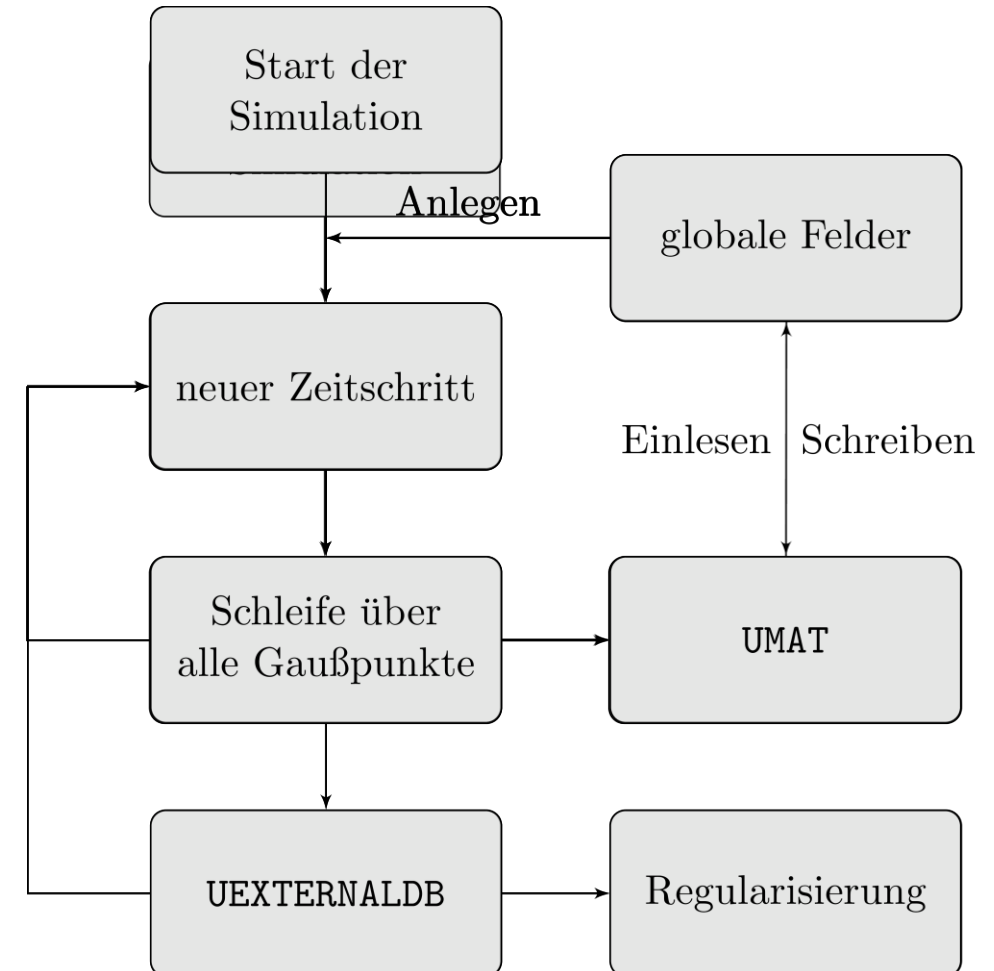 Start der
Simulation
Anlegen
globale Felder
neuer Zeitschritt
Einlesen
Schreiben
Schleife über
alle Gaußpunkte
UMAT
UEXTERNALDB
Regularisierung